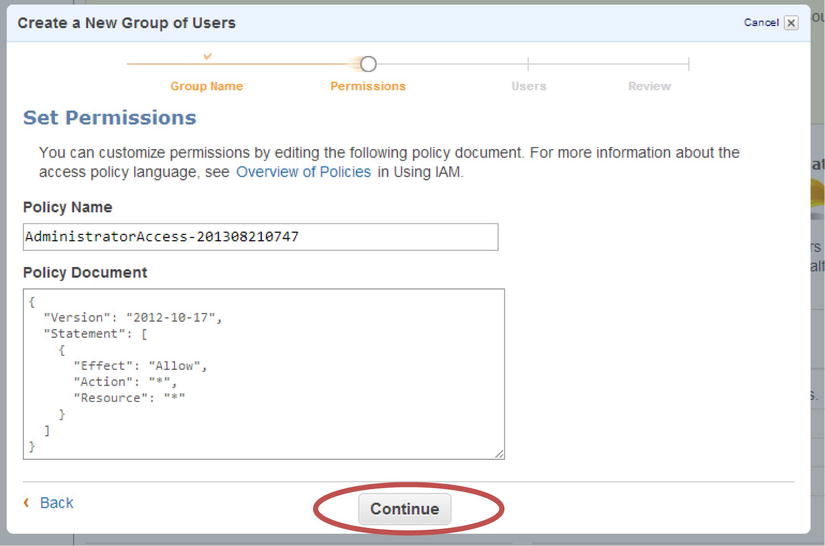 Create a New Group of Users
Cancel
Group Name
Permissions
Users
Review
Set Permissions
You can customize permissions by editing the following policy document. For more information about the
access policy language, see Overview of Policies in Using IAM.
Policy Name
AdministratorAccess-201308210747
Policy Document
{
"Version": "2012-10-17",
"Statement": [
{
"Effect": "Allow",
"Action": "*",
"Resource": "*"
}
]
}
Back
Continue